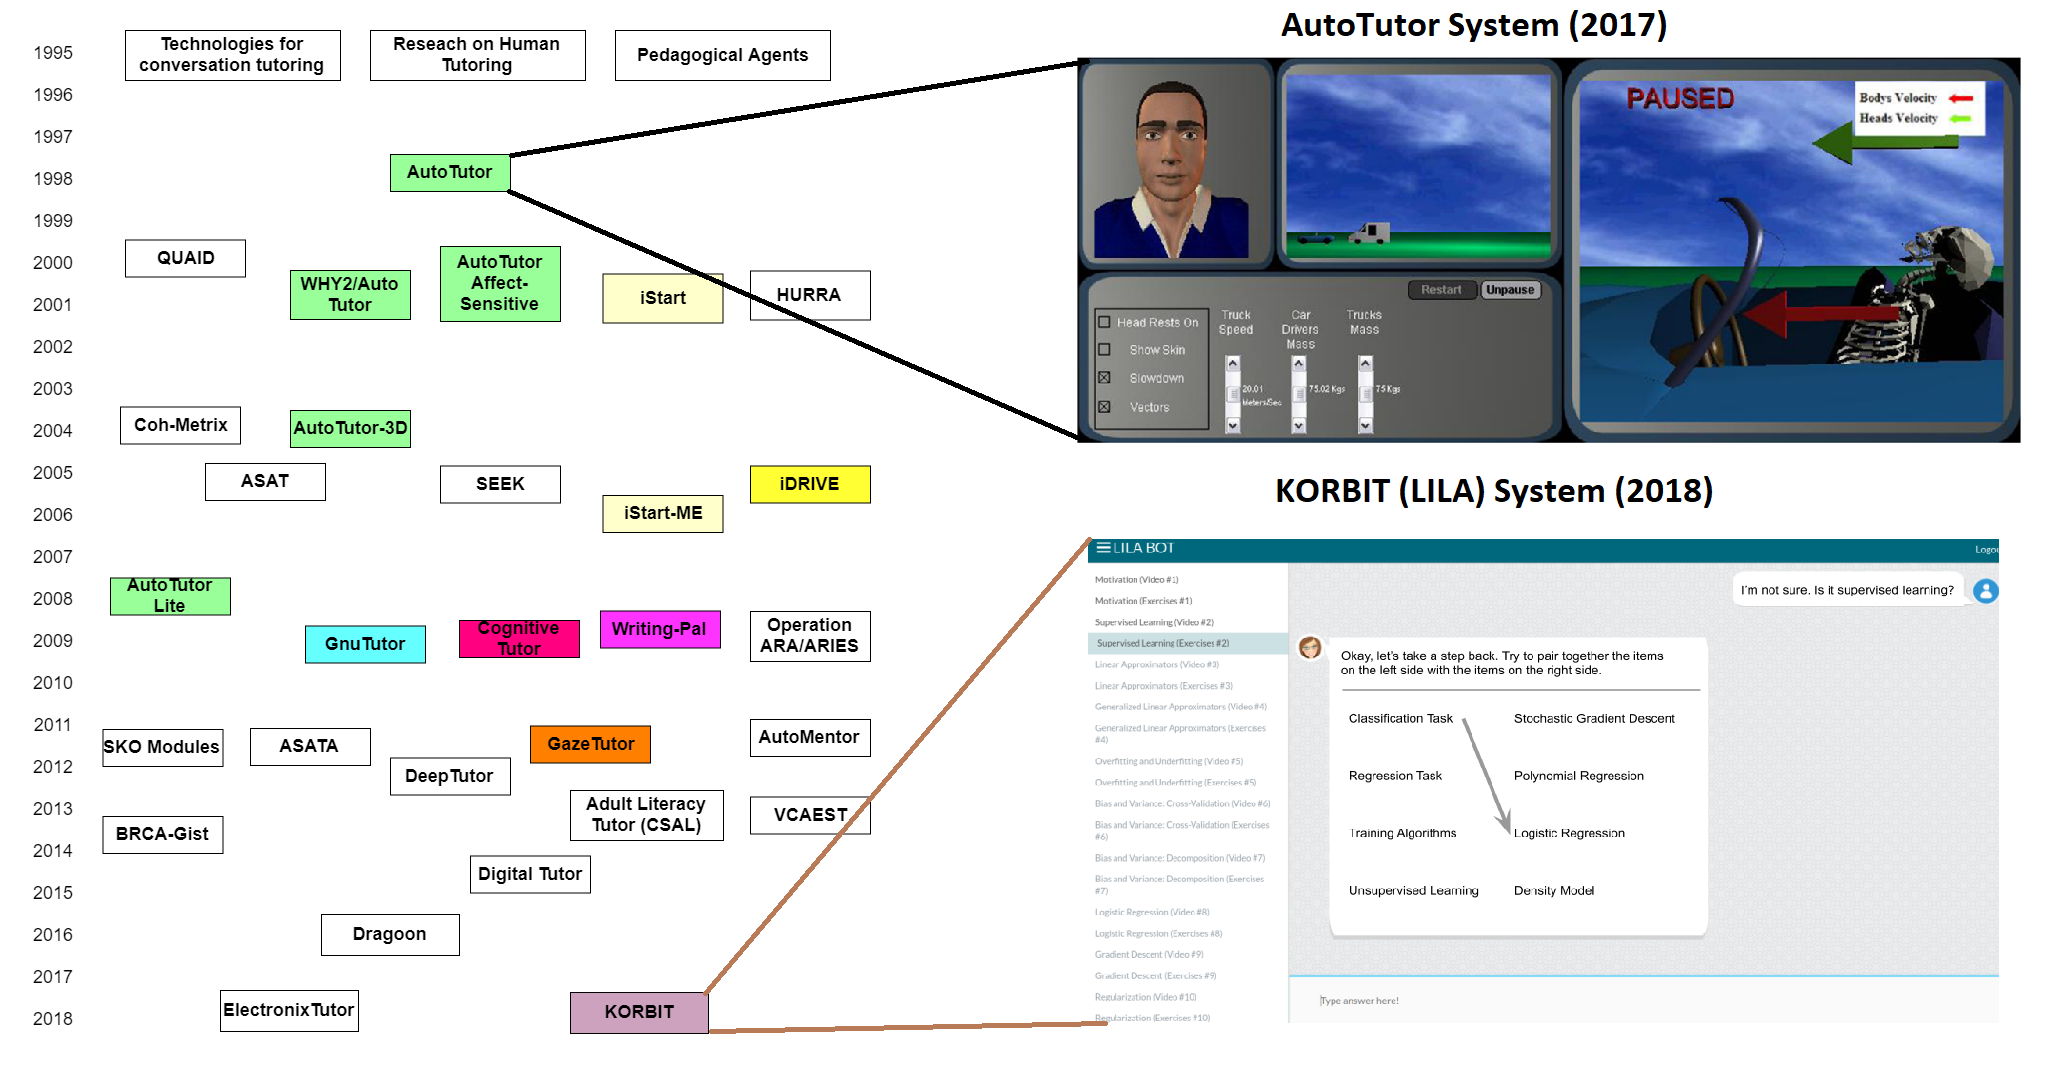 AutoTutor System (2017)
1995
Technologies for
conversation tutoring
Reseach on Human
Tutoring
Pedagogical Agents
1996
1997
AutoTutor
1998
1999
QUAID
2000
AutoTutor
Affect-
Sensitive
WHY2/Auto
Tutor
iStart
HURRA
2001
2002
2003
Coh-Metrix
AutoTutor-3D
2004
2005
ASAT
SEEK
iDRIVE
2006
iStart-ME
2007
AutoTutor
Lite
2008
GnuTutor
Cognitive
Tutor
Writing-Pal
Operation
ARA/ARIES
2009
2010
2011
SKO Modules
ASATA
GazeTutor
AutoMentor
2012
DeepTutor
2013
Adult Literacy
Tutor (CSAL)
VCAEST
BRCA-Gist
2014
Digital Tutor
2015
2016
Dragoon
2017
ElectronixTutor
KORBIT
2018
PAUSED
Bodys Velocity
Heads Velocity
Restart
Unpause
Head Rests On
Show Skin
Slowdown
Vectors
Truck
Speed
Car
Drivers
Mass
Trucks
Mass
20.01
Meters/Sec
75.02 Kgs
75 Kgs
KORBIT (LILA) System (2018)
LILA BOT
Logou
Motivation (Video #1)
Motivation (Exercises #1)
Supervised Learning (Video #2)
Supervised Learning (Exercises #2)
Linear Approximators (Video #3)
Linear Approximators (Exercises #3)
Generalized Linear Approximators (Video #4)
Generalized Linear Approximators (Exercises
#4)
Overfitting and Underfitting (Video #5)
Overfitting and Underfitting (Exercises #5)
Bias and Variance: Cross-Validation (Video #6)
Bias and Variance: Cross-Validation (Exercises
#6)
Bias and Variance: Decomposition (Video #7)
Bias and Variance: Decomposition (Exercises
#7)
Logistic Regression (Video #8)
Logistic Regression (Exercises #8)
Gradient Descent (Video #9)
Gradient Descent (Exercises #9)
Regularization (Video #10)
Regularization (Exercises #10)
I'm not sure. Is it supervised learning?
Okay, let's take a step back. Try to pair together the items
on the left side with the items on the right side.
Classification Task
Stochastic Gradient Descent
Regression Task
Polynomial Regression
Training Algorithms
Logistic Regression
Unsupervised Learning
Density Model
Type answer here!